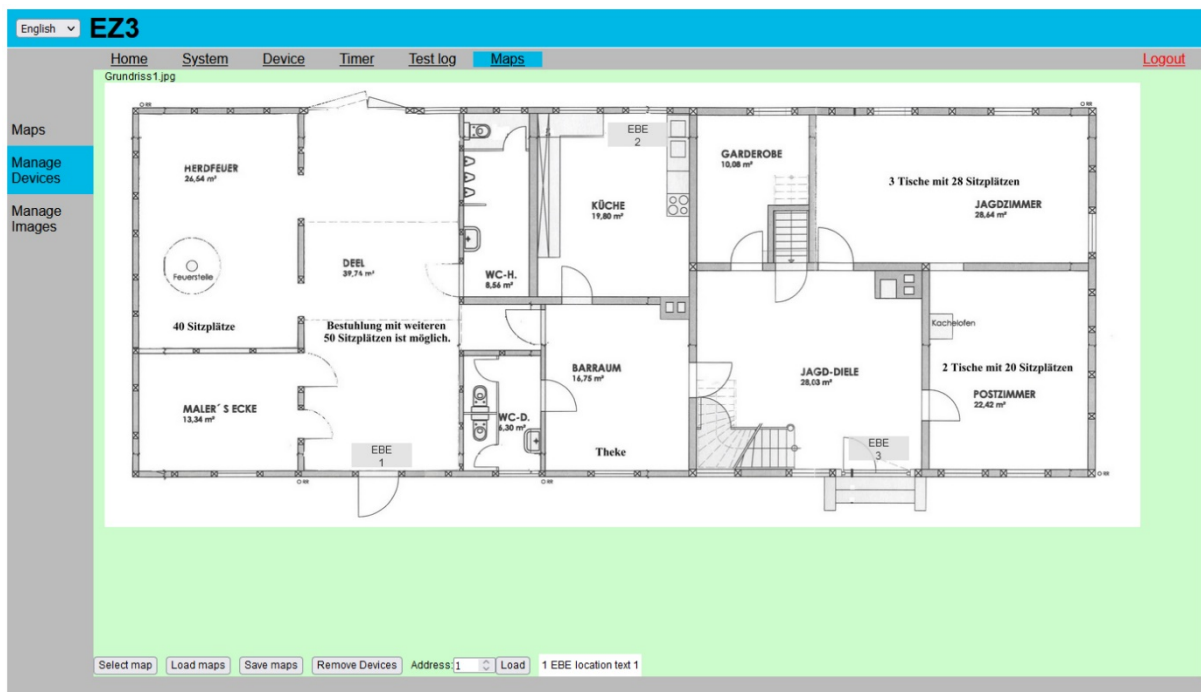 English
EZ3
Home System Device Timer Test log Maps Logout
Grundriss1.jpg
Maps
Manage
Devices
Manage
Images
HERDFEUER
26,64 m²
Feuerstelle
40 Sitzplätze
MALER´S ECKE
13,34 m²
DEEL
39,74 m²
Bestuhlung mit weiteren
50 Sitzplätzen ist möglich.
EBE
1
WC-H.
8,56 m²
WC-D.
6,30 m²
EBE
2
KÜCHE
19,80 m²
BARRAUM
16,75 m²
Theke
GARDEROBE
10,08 m²
3 Tische mit 28 Sitzplätzen
JAGDZIMMER
28,64 m²
JAGD-DIELE
28,03 m²
EBE
3
Kachelofen
2 Tische mit 20 Sitzplätzen
POSTZIMMER
22,42 m²
Select map Load maps Save maps Remove Devices Address: 1 Load 1 EBE location text 1